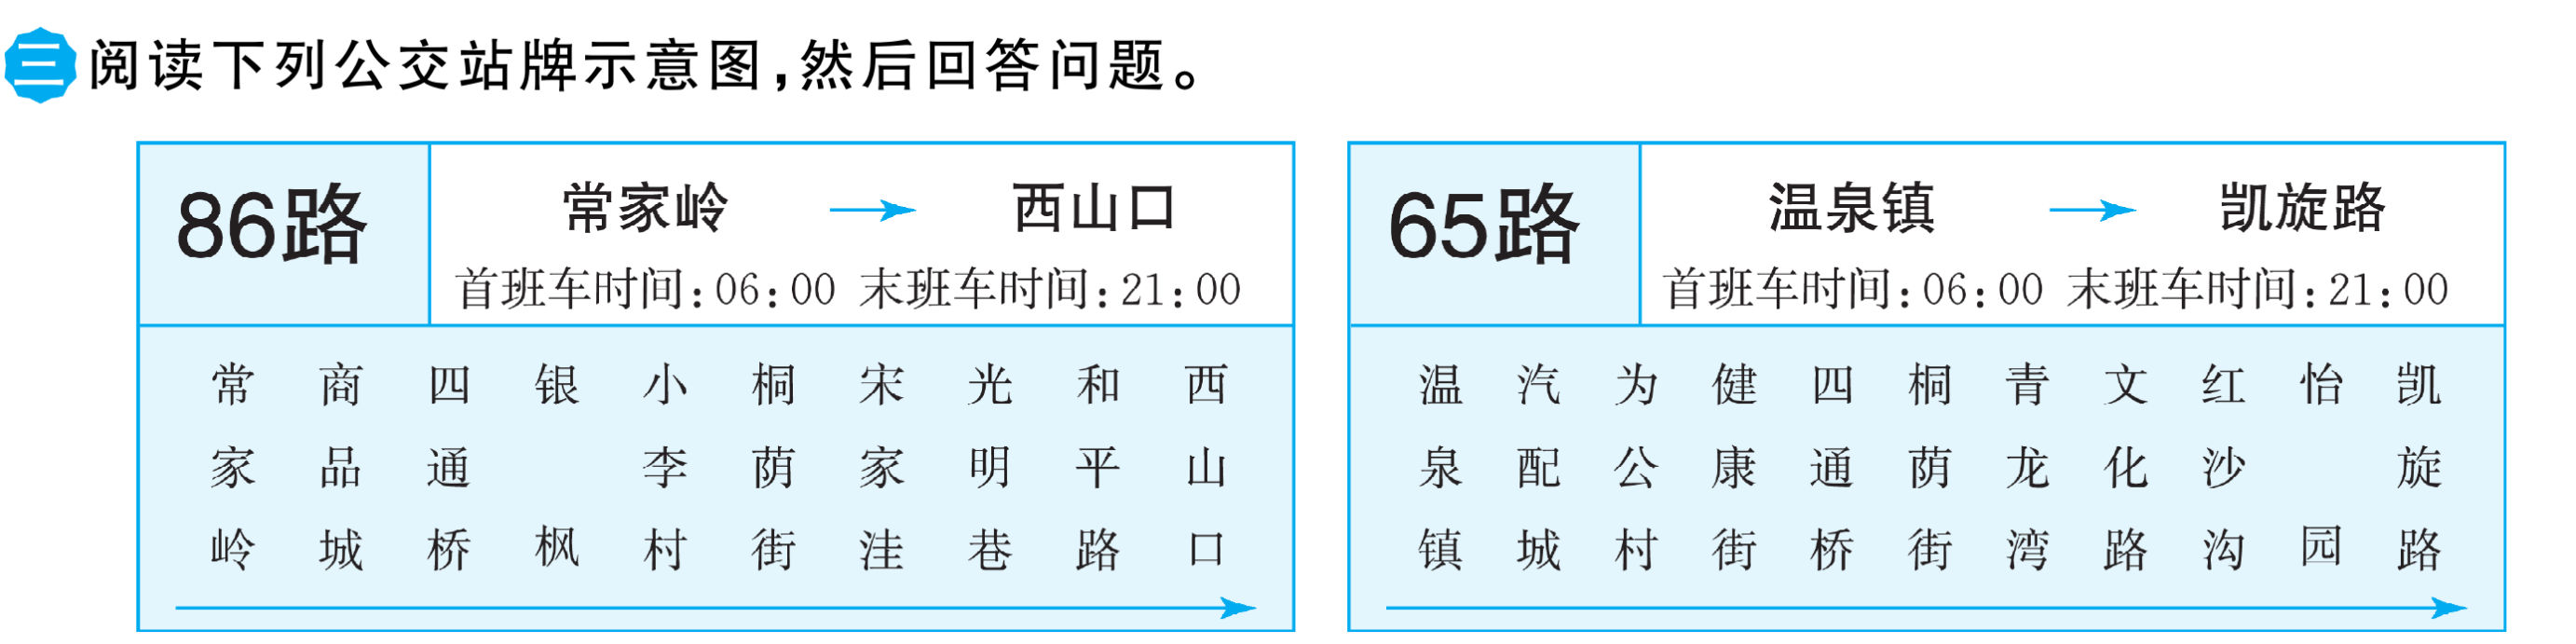 三 阅读下列公交站牌示意图,然后回答问题。
86路
常家岭 → 西山口
首班车时间:06:00 末班车时间:21:00
常家岭
商品城
四通桥
银枫
小李村
桐荫街
宋家洼
光明巷
和平路
西山口
65路
温泉镇 → 凯旋路
首班车时间:06:00 末班车时间:21:00
温泉镇
汽配城
为公村
健康街
四通桥
桐荫街
青龙湾
文化路
红沙沟
怡园
凯旋路